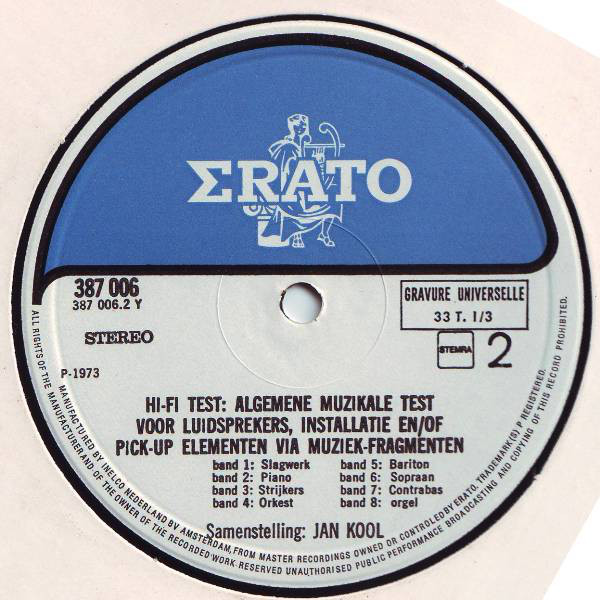 ΣRATO
387 006
387 006.2 Y
STEREO
P-1973
GRAVURE UNIVERSELLE
33 T. 1/3
STEMRA
2
HI-FI TEST: ALGEMENE MUZIKALE TEST
VOOR LUIDSPREKERS, INSTALLATIE EN/OF
PICK-UP ELEMENTEN VIA MUZIEK-FRAGMENTEN
band 1: Slagwerk
band 2: Piano
band 3: Strijkers
band 4: Orkest
band 5: Bariton
band 6: Sopraan
band 7: Contrabas
band 8: orgel
Samenstelling: JAN KOOL
MANUFACTURED BY INELCO NEDERLAND BV AMSTERDAM, FROM MASTER RECORDINGS OWNED OR CONTROLED BY ERATO, TRADEMARK(S) REGISTERED.
ALL RIGHTS OF THE MANUFACTURER AND OF THE OWNER OF THE RECORDED WORK RESERVED UNAUTHORISED PUBLIC PERFORMANCE BROADCASTING AND COPYING OF THIS RECORD PROHIBITED.